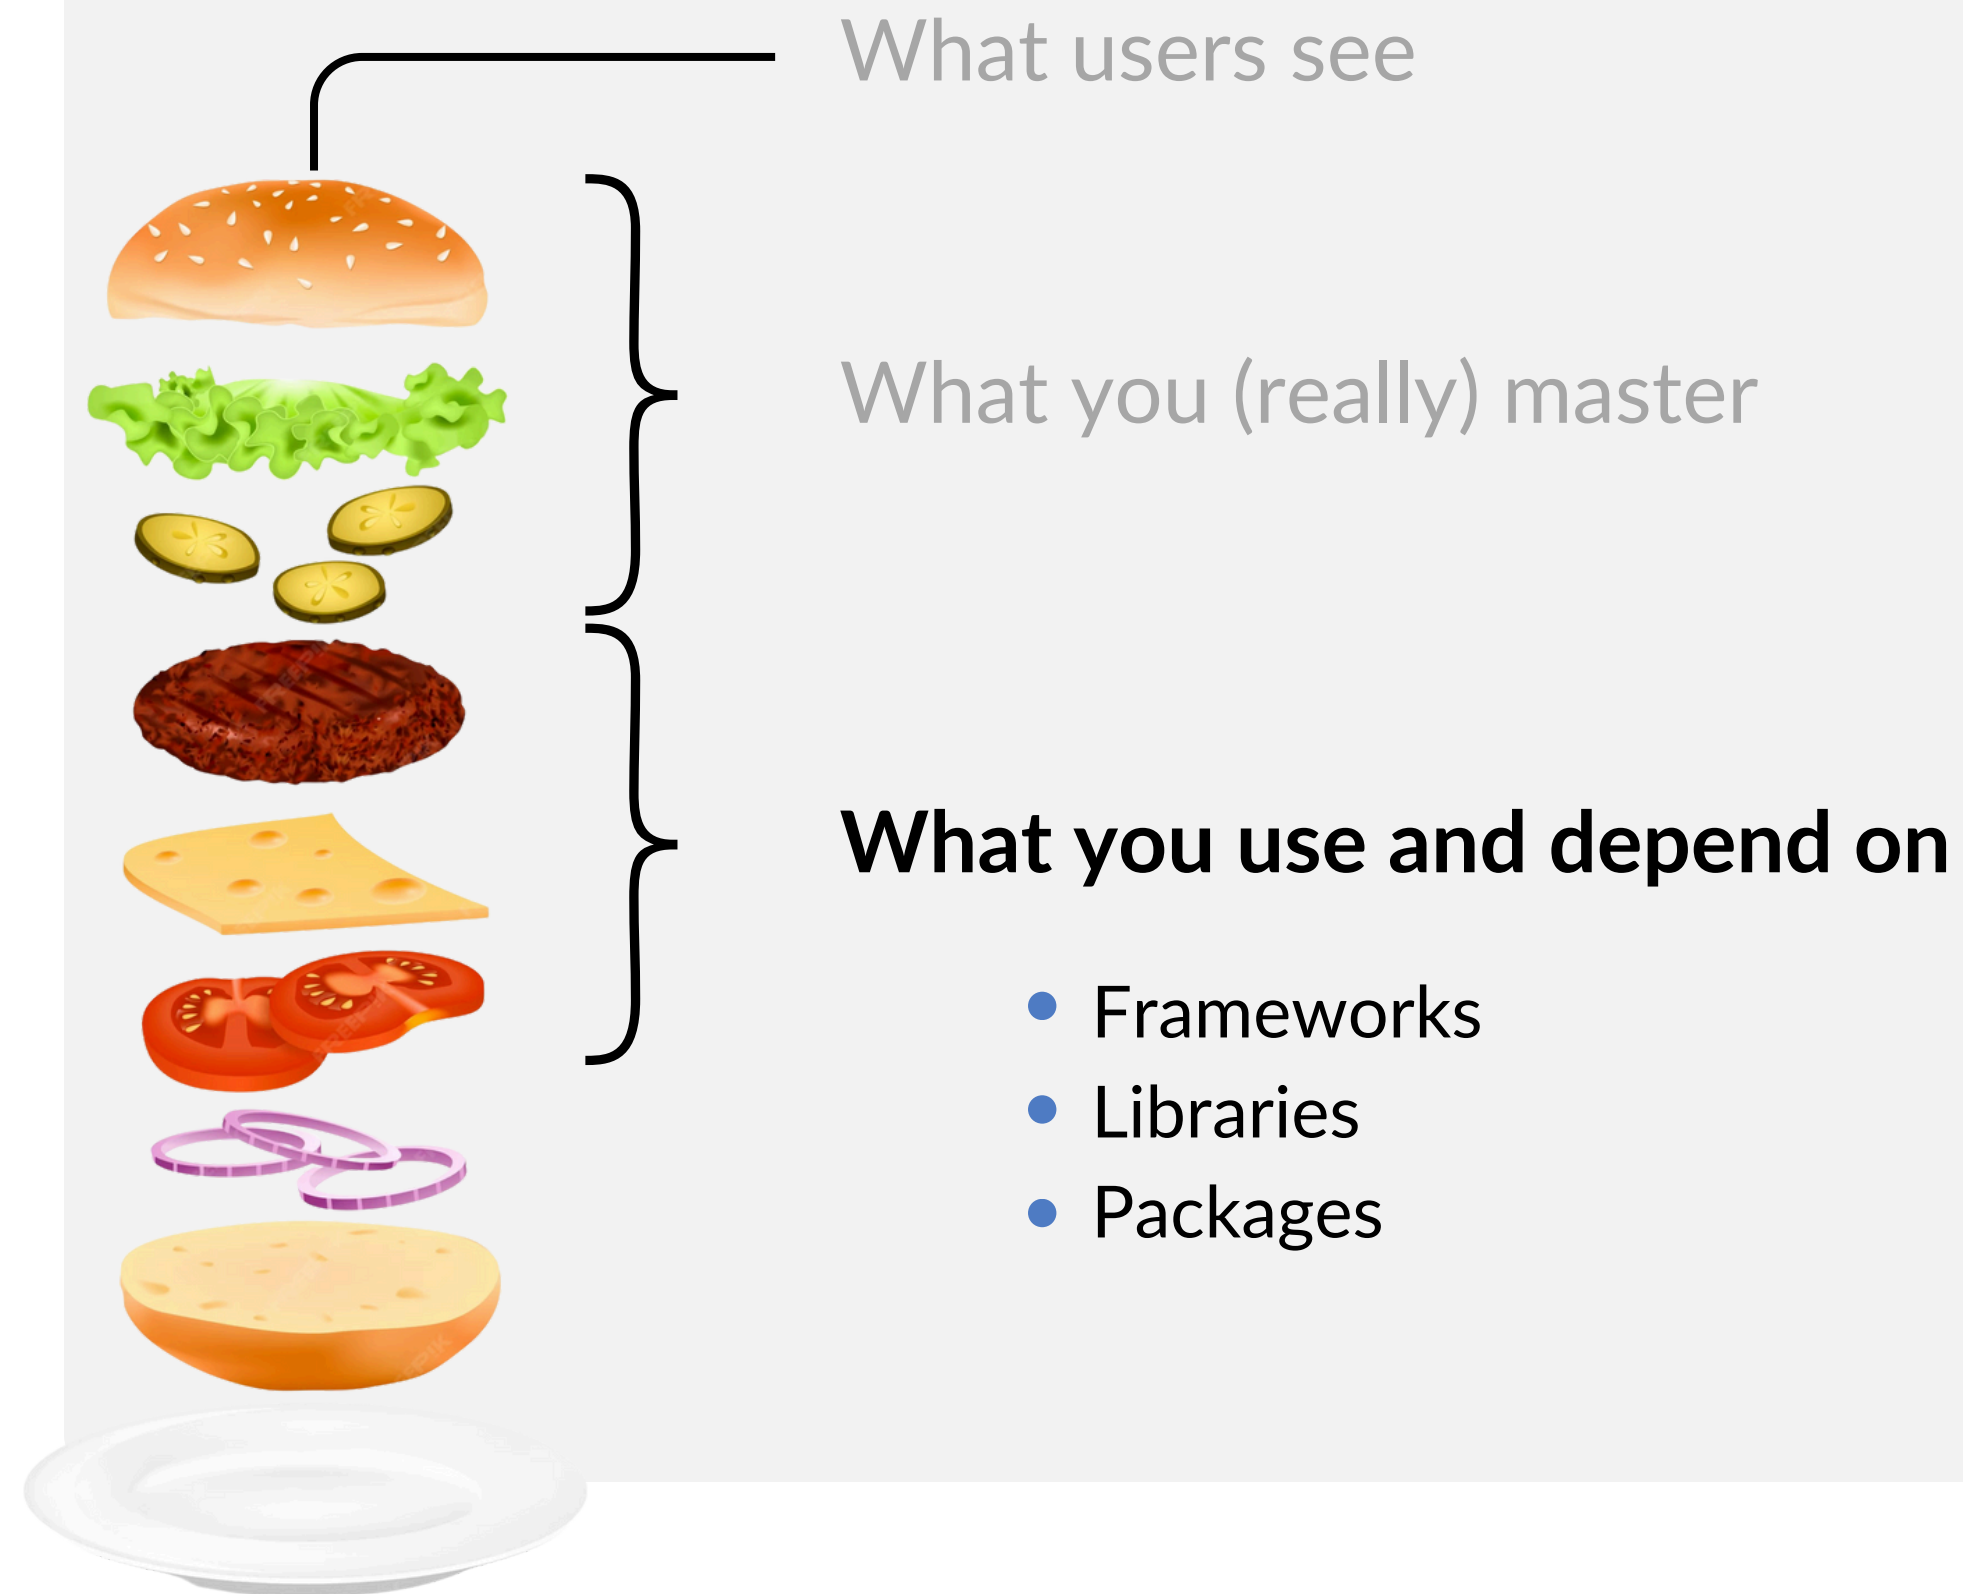 What users see
What you (really) master
What you use and depend on
Frameworks
Libraries
Packages